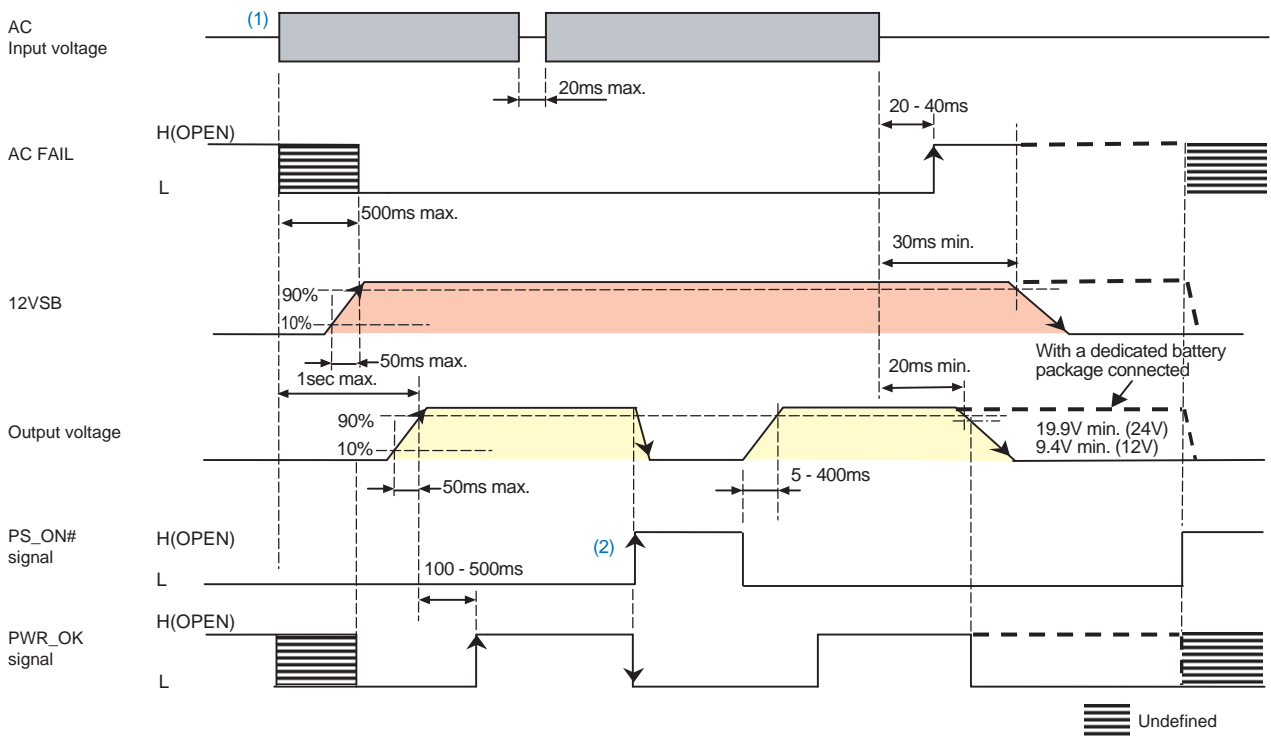 AC
Input voltage
(1)
20ms max.
20 - 40ms
H(OPEN)
AC FAIL
L
500ms max.
30ms min.
12VSB
90%
10%
50ms max.
With a dedicated battery
package connected
1sec max.
20ms min.
Output voltage
90%
10%
19.9V min. (24V)
9.4V min. (12V)
50ms max.
5 - 400ms
PS_ON#
signal
H(OPEN)
(2)
L
100 - 500ms
PWR_OK
signal
H(OPEN)
L
Undefined